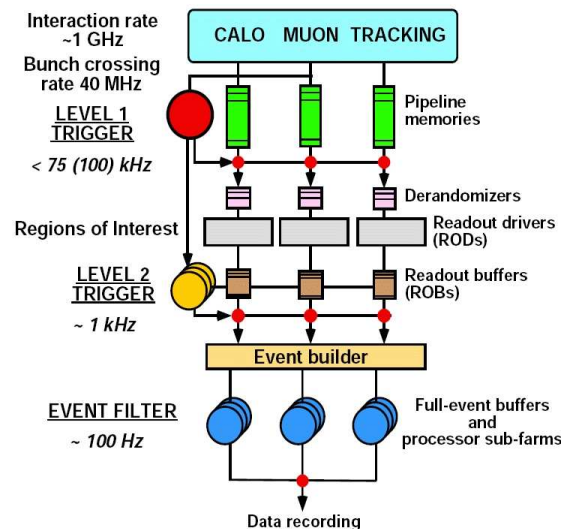 Interaction rate
~1 GHz
CALO MUON TRACKING
Bunch crossing
rate 40 MHz
LEVEL 1
TRIGGER
< 75 (100) kHz
Pipeline
memories
Derandomizers
Regions of Interest
Readout drivers
(RODs)
LEVEL 2
TRIGGER
~ 1 kHz
Readout buffers
(ROBs)
Event builder
EVENT FILTER
~ 100 Hz
Full-event buffers
and
processor sub-farms
Data recording